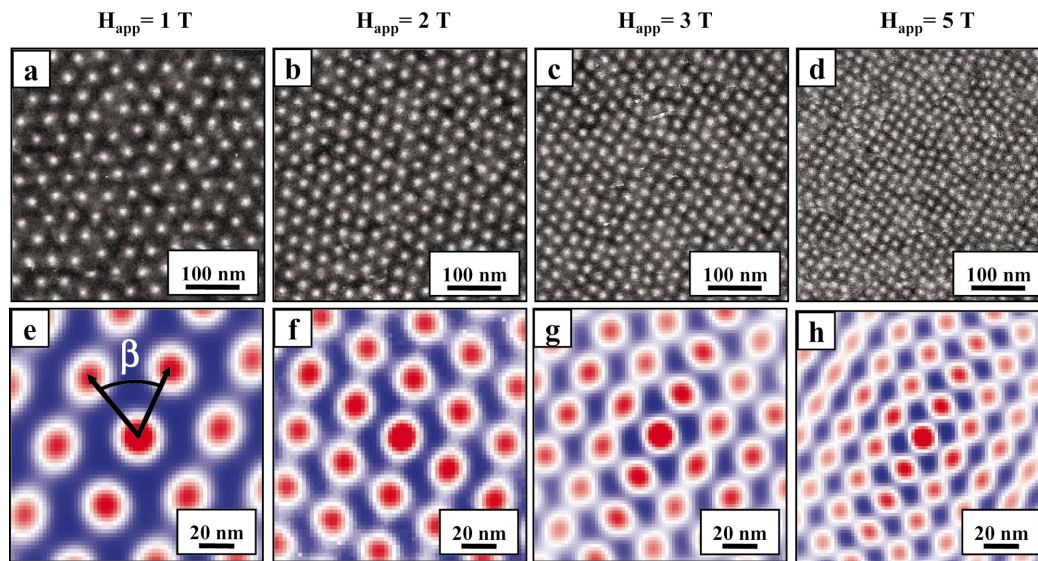 H_app= 1 T H_app= 2 T H_app= 3 T H_app= 5 T
a b c d
100 nm 100 nm 100 nm 100 nm
e f g h
β
20 nm 20 nm 20 nm 20 nm